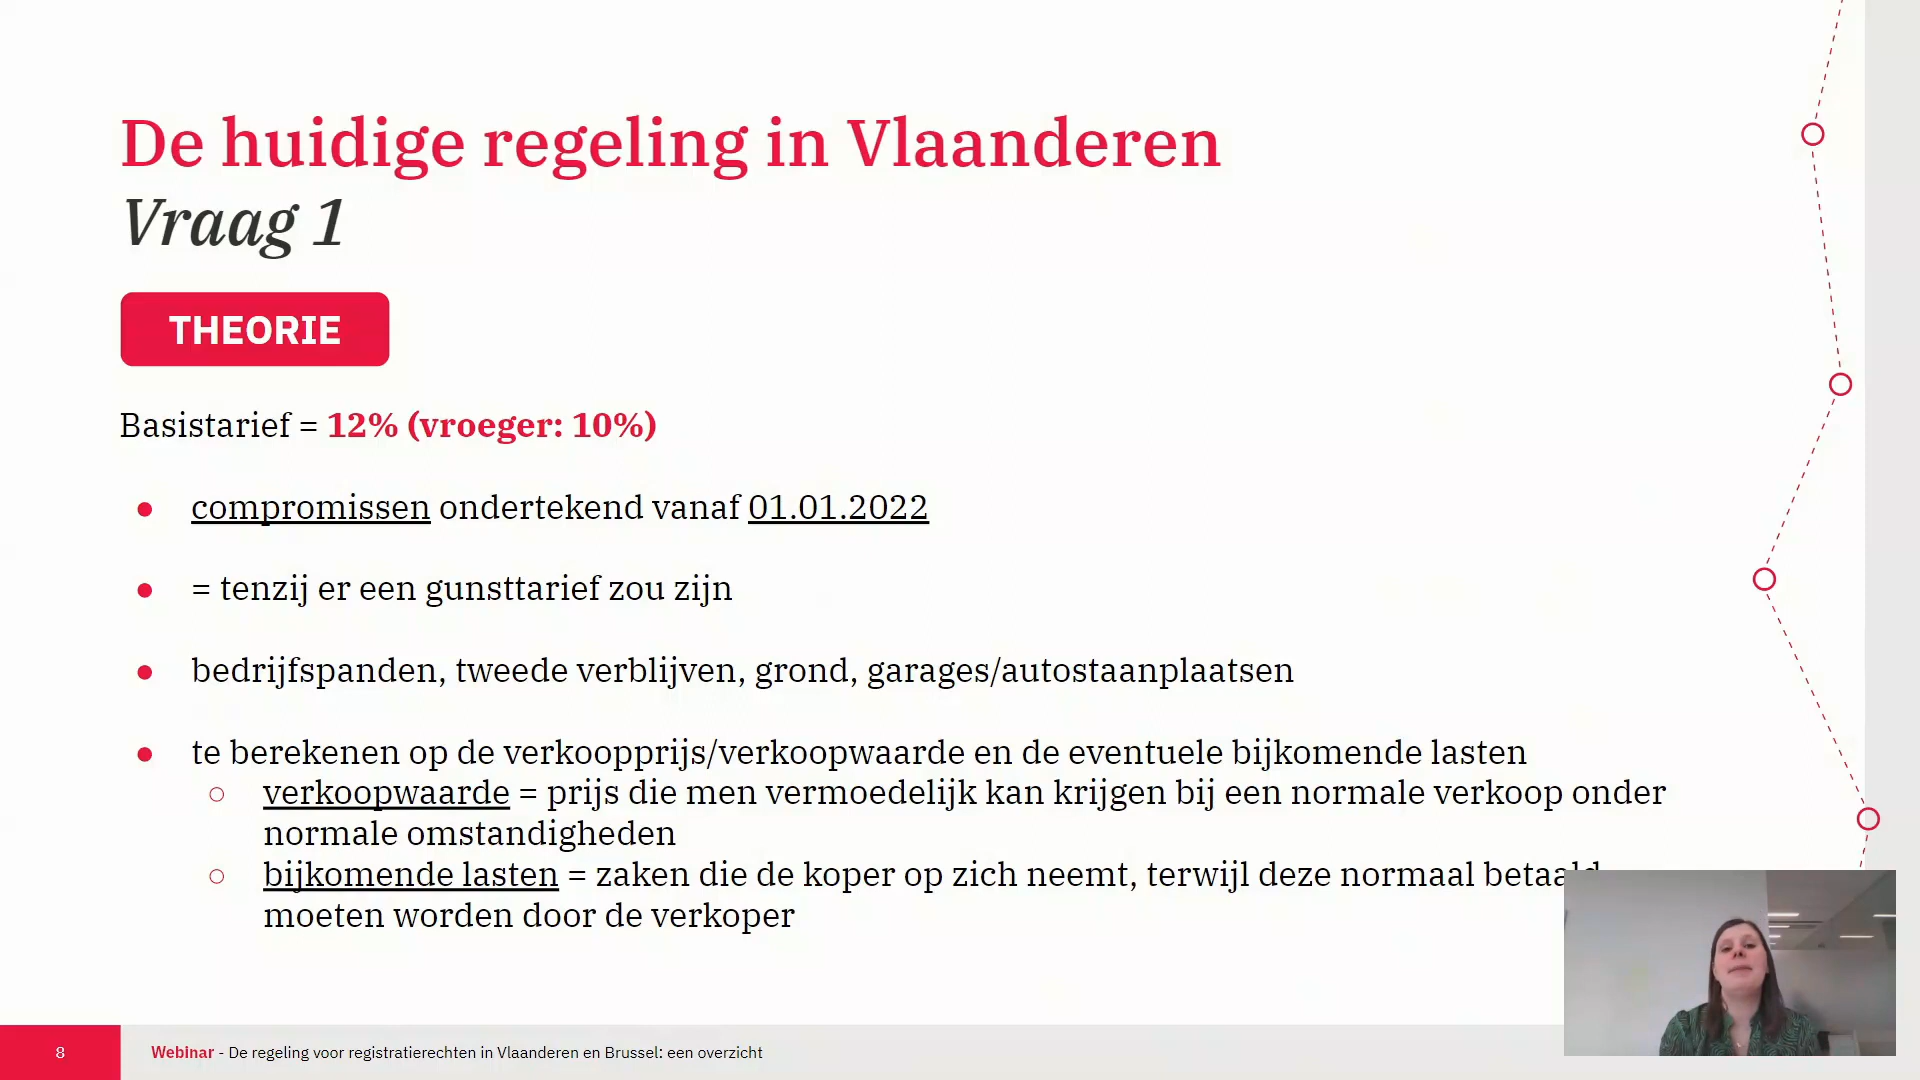 De huidige regeling in Vlaanderen
Vraag 1
THEORIE
Basistarief = 12% (vroeger: 10%)
● compromissen ondertekend vanaf 01.01.2022
● = tenzij er een gunsttarief zou zijn
● bedrijfspanden, tweede verblijven, grond, garages/autostaanplaatsen
● te berekenen op de verkoopprijs/verkoopwaarde en de eventuele bijkomende lasten
○ verkoopwaarde = prijs die men vermoedelijk kan krijgen bij een normale verkoop onder
normale omstandigheden
○ bijkomende lasten = zaken die de koper op zich neemt, terwijl deze normaal betaald
moeten worden door de verkoper
8
Webinar - De regeling voor registratierechten in Vlaanderen en Brussel: een overzicht